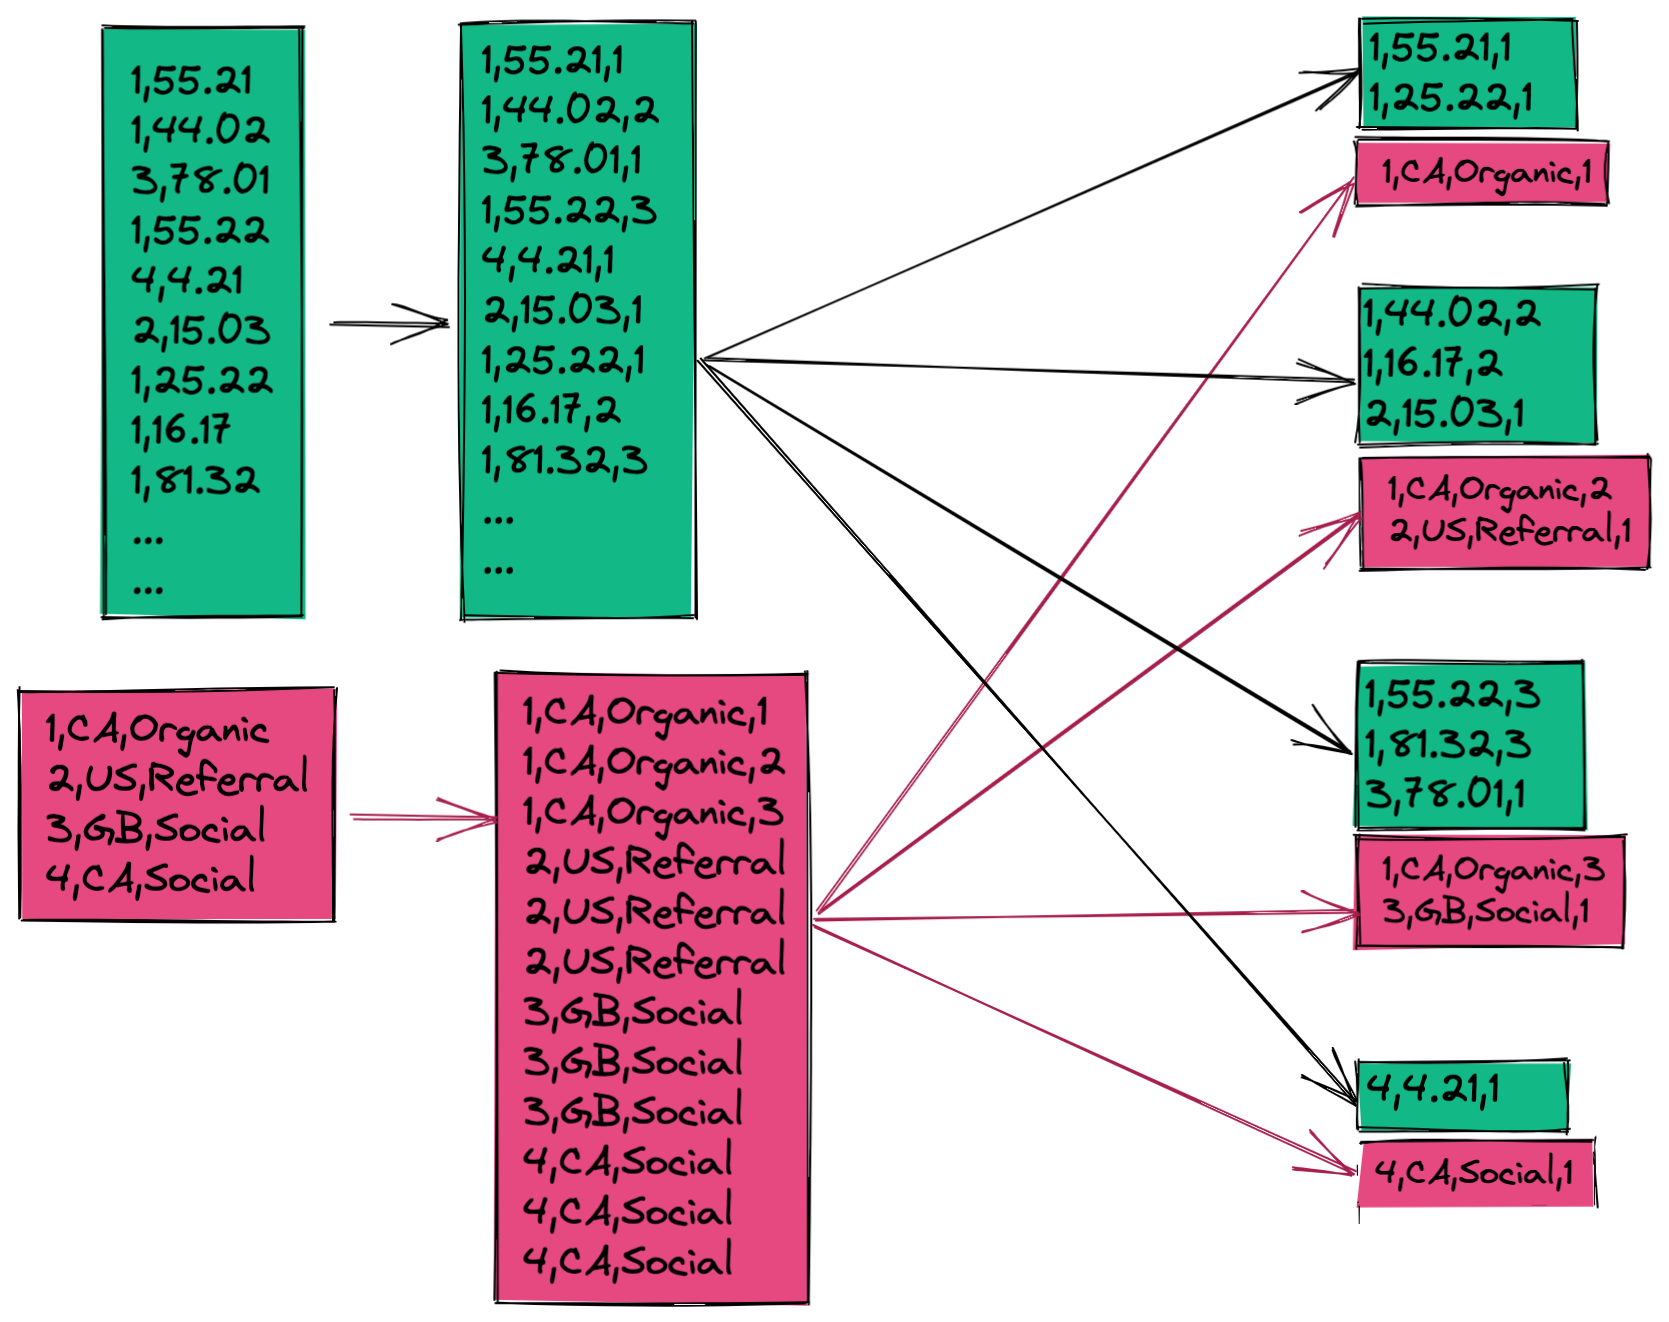 1,55.21
1,44.02
3,78.01
1,55.22
4,4.21
2,15.03
1,25.22
1,16.17
1,81.32
...
...
1,55.21,1
1,44.02,2
3,78.01,1
1,55.22,3
4,4.21,1
2,15.03,1
1,25.22,1
1,16.17,2
1,81.32,3
...
...
1,CA,Organic
2,US,Referral
3,GB,Social
4,CA,Social
1,CA,Organic,1
1,CA,Organic,2
1,CA,Organic,3
2,US,Referral
2,US,Referral
2,US,Referral
3,GB,Social
3,GB,Social
3,GB,Social
4,CA,Social
4,CA,Social
4,CA,Social
1,55.21,1
1,25.22,1
1,CA,Organic,1
1,44.02,2
1,16.17,2
2,15.03,1
1,CA,Organic,2
2,US,Referral,1
1,55.22,3
1,81.32,3
3,78.01,1
1,CA,Organic,3
3,GB,Social,1
4,4.21,1
4,CA,Social,1